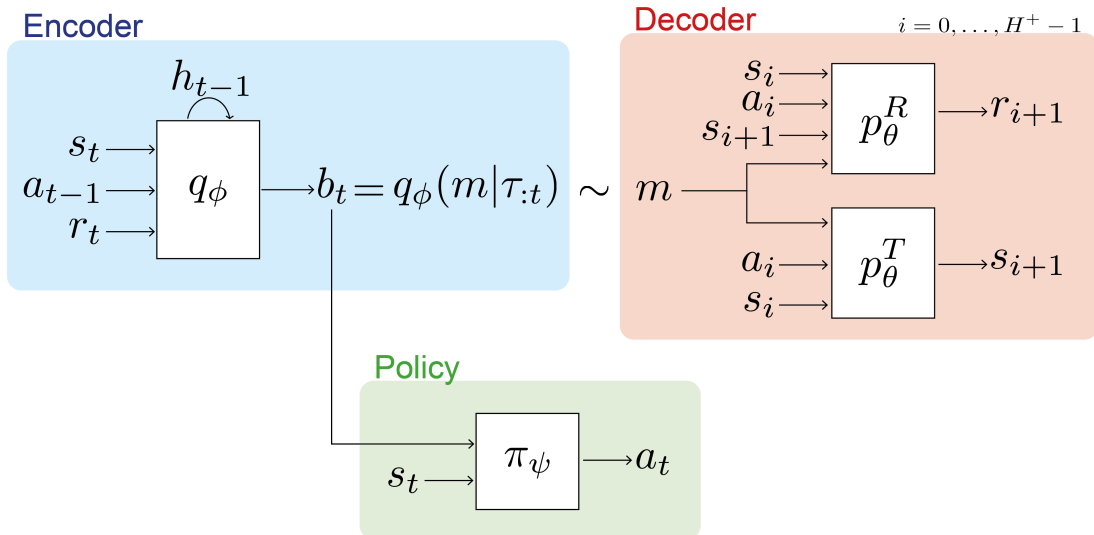 Encoder
h_{t-1}
s_t
a_{t-1}
r_t
q_ϕ
b_t = q_ϕ(m|τ_{:t}) ∼
Decoder
i = 0, …, H^+ − 1
m
s_i
a_i
s_{i+1}
p_θ^R
r_{i+1}
a_i
s_i
p_θ^T
s_{i+1}
Policy
s_t
π_ψ
a_t